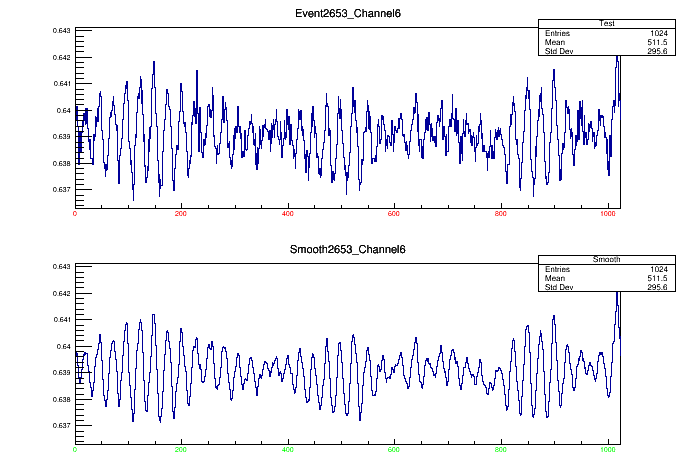 Event2653_Channel6
Test
Entries 1024
Mean 511.5
Std Dev 295.6
0.643
0.642
0.641
0.64
0.639
0.638
0.637
0 200 400 600 800 1000
Smooth2653_Channel6
Smooth
Entries 1024
Mean 511.5
Std Dev 295.6
0.643
0.642
0.641
0.64
0.639
0.638
0.637
0 200 400 600 800 1000